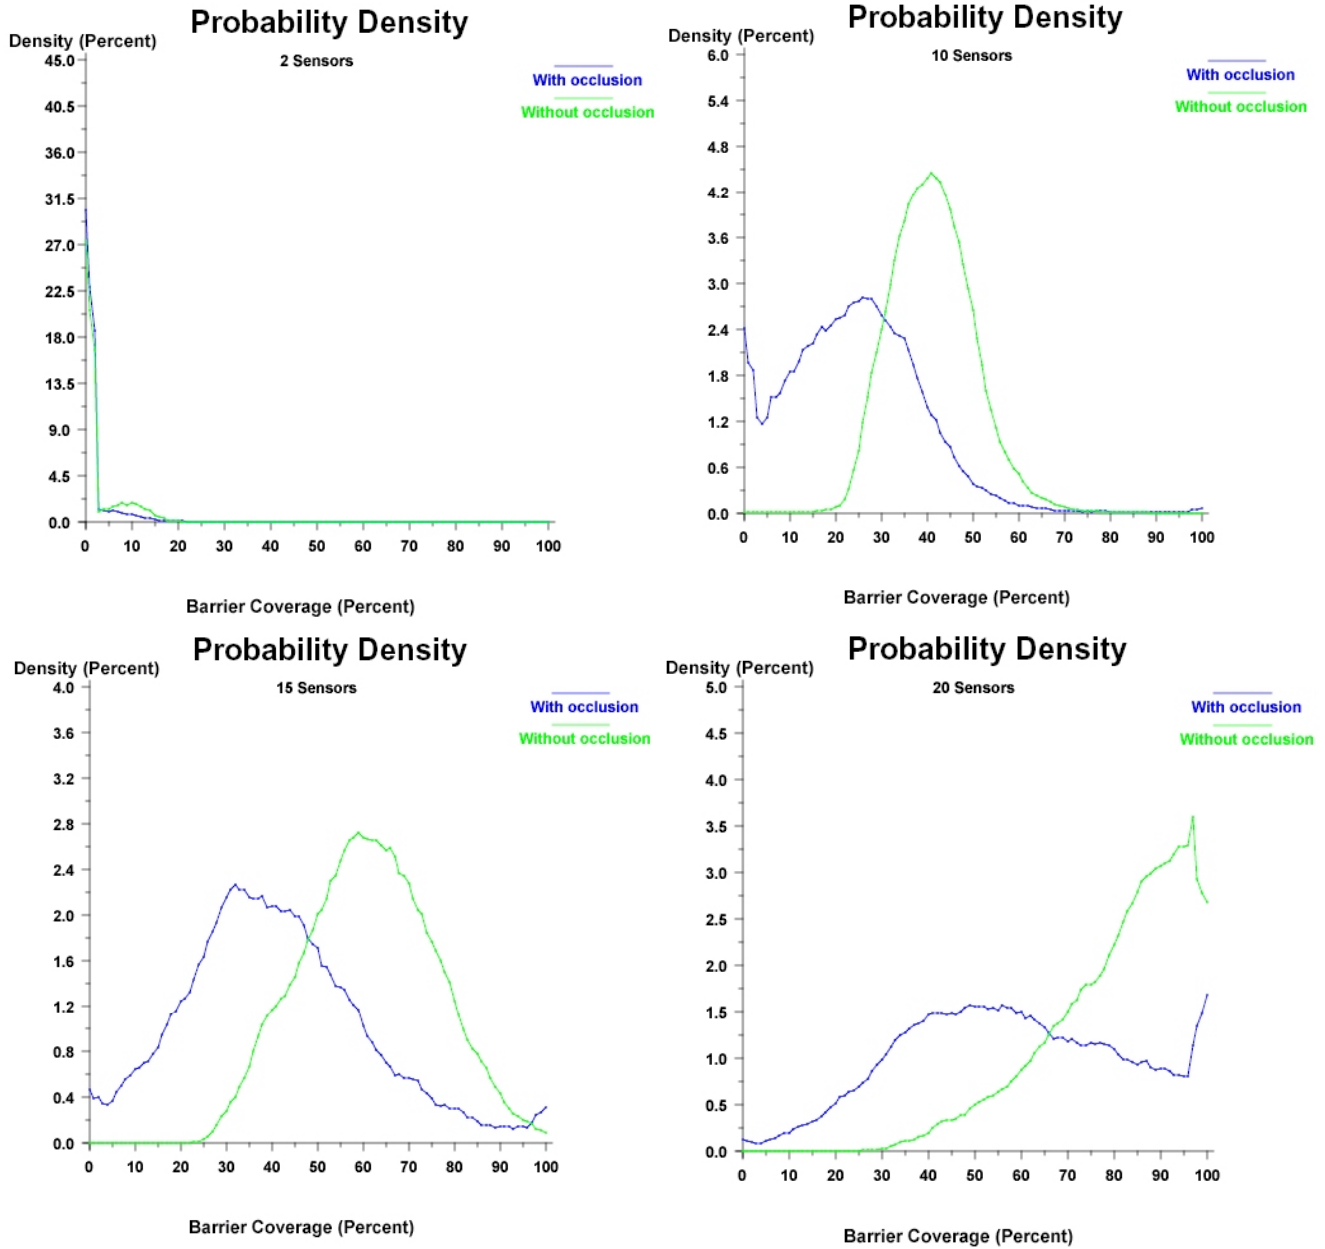 Probability Density
Density (Percent)
2 Sensors
With occlusion
Without occlusion
45.0
40.5
36.0
31.5
27.0
22.5
18.0
13.5
9.0
4.5
0.0
0 10 20 30 40 50 60 70 80 90 100
Barrier Coverage (Percent)
Probability Density
Density (Percent)
10 Sensors
With occlusion
Without occlusion
6.0
5.4
4.8
4.2
3.6
3.0
2.4
1.8
1.2
0.6
0.0
0 10 20 30 40 50 60 70 80 90 100
Barrier Coverage (Percent)
Probability Density
Density (Percent)
15 Sensors
With occlusion
Without occlusion
4.0
3.6
3.2
2.8
2.4
2.0
1.6
1.2
0.8
0.4
0.0
0 10 20 30 40 50 60 70 80 90 100
Barrier Coverage (Percent)
Probability Density
Density (Percent)
20 Sensors
With occlusion
Without occlusion
5.0
4.5
4.0
3.5
3.0
2.5
2.0
1.5
1.0
0.5
0.0
0 10 20 30 40 50 60 70 80 90 100
Barrier Coverage (Percent)